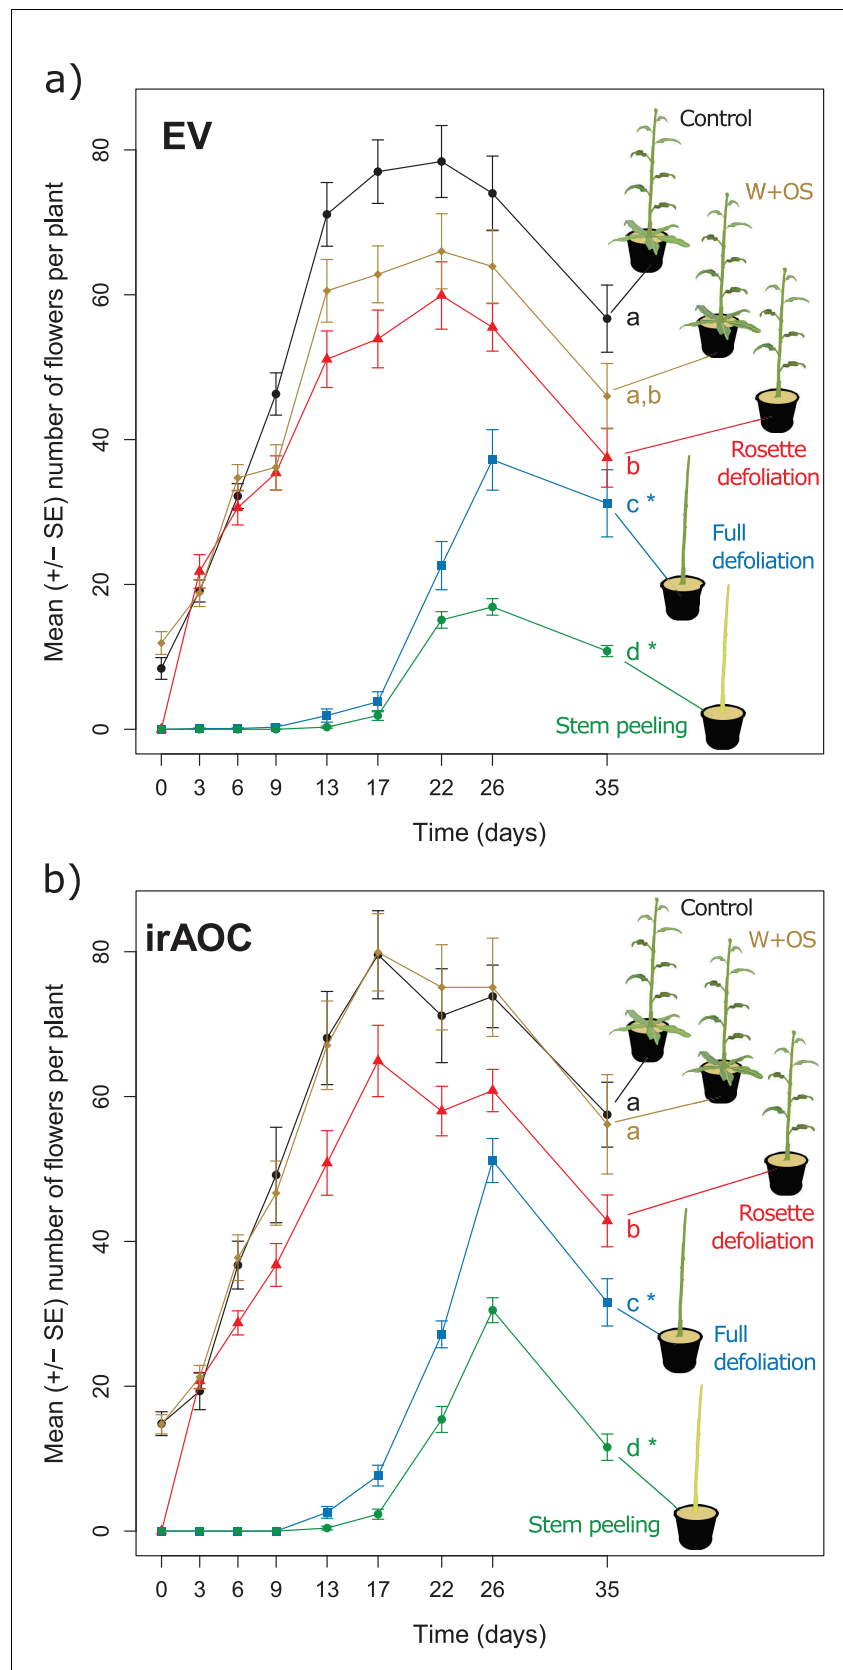 a)
EV
Control
W+OS
Rosette
defoliation
Full
defoliation
Stem peeling
a
a,b
b
c *
d *
Mean (+/− SE) number of flowers per plant
80
60
40
20
0
0 3 6 9 13 17 22 26 35
Time (days)
b)
irAOC
Control
W+OS
Rosette
defoliation
Full
defoliation
Stem peeling
a
a
b
c *
d *
Mean (+/− SE) number of flowers per plant
80
60
40
20
0
0 3 6 9 13 17 22 26 35
Time (days)